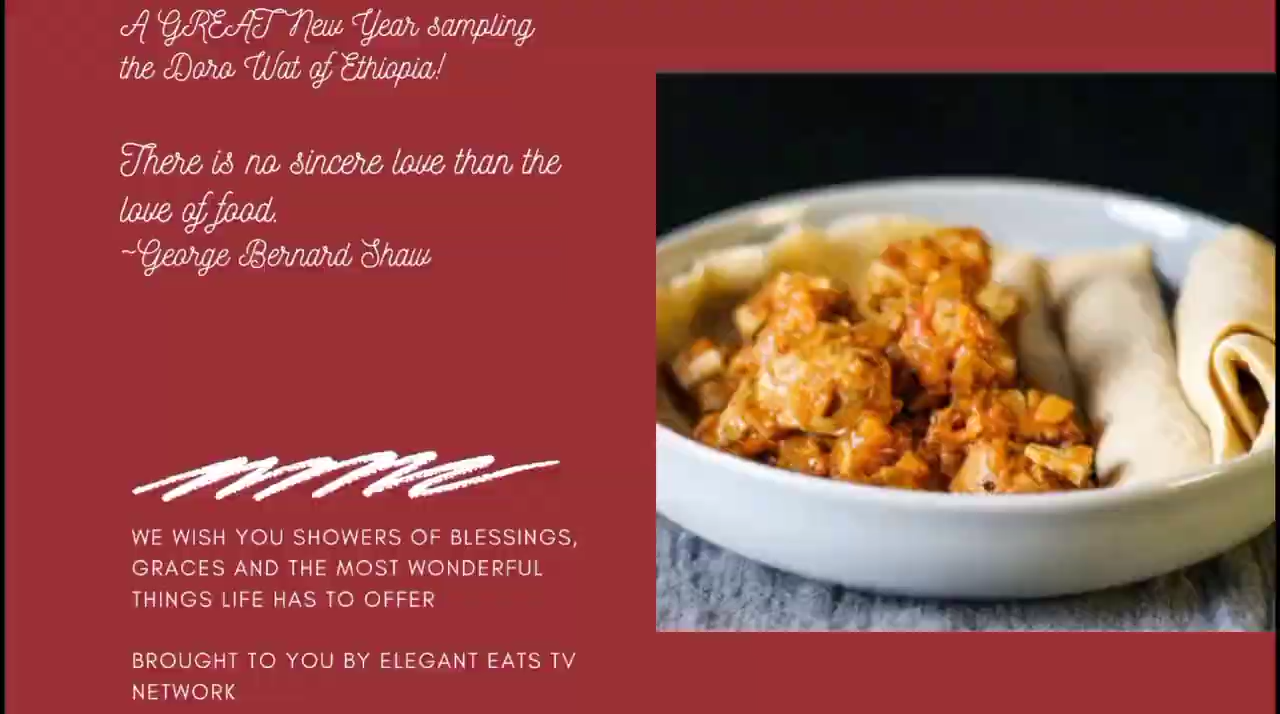 A GREAT New Year sampling
the Doro Wat of Ethiopia!
There is no sincere love than the
love of food.
~George Bernard Shaw
WE WISH YOU SHOWERS OF BLESSINGS,
GRACES AND THE MOST WONDERFUL
THINGS LIFE HAS TO OFFER
BROUGHT TO YOU BY ELEGANT EATS TV
NETWORK